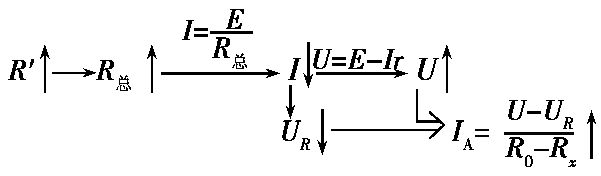 I=E/R总
R′↑→R总↑→I↓ U=E−Ir U↑
U_R↓→I_A=(U−U_R)/(R_0−R_x)↑